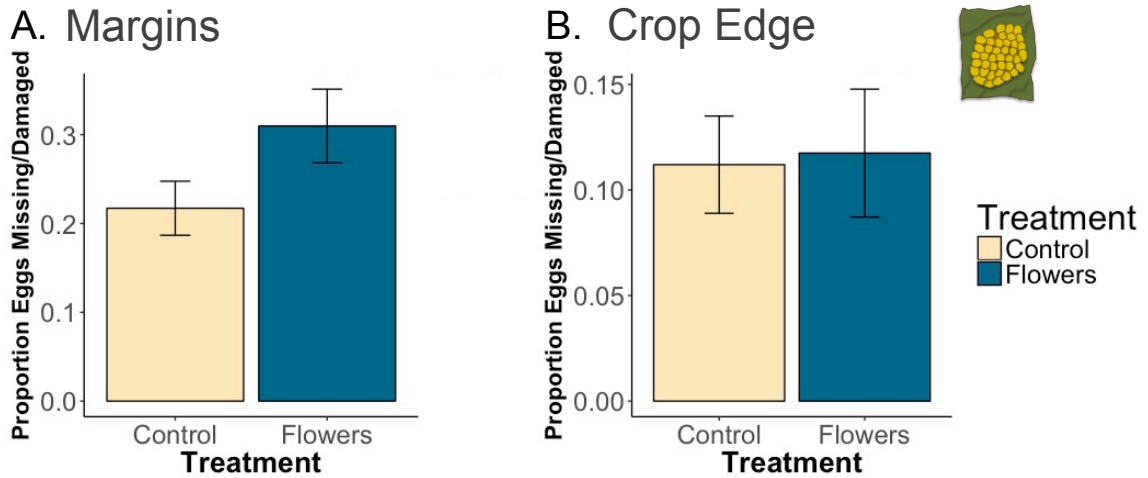 A. Margins
Proportion Eggs Missing/Damaged
0.3
0.2
0.1
0.0
Control
Flowers
Treatment
B. Crop Edge
Proportion Eggs Missing/Damaged
0.15
0.10
0.05
0.00
Control
Flowers
Treatment
Treatment
Control
Flowers